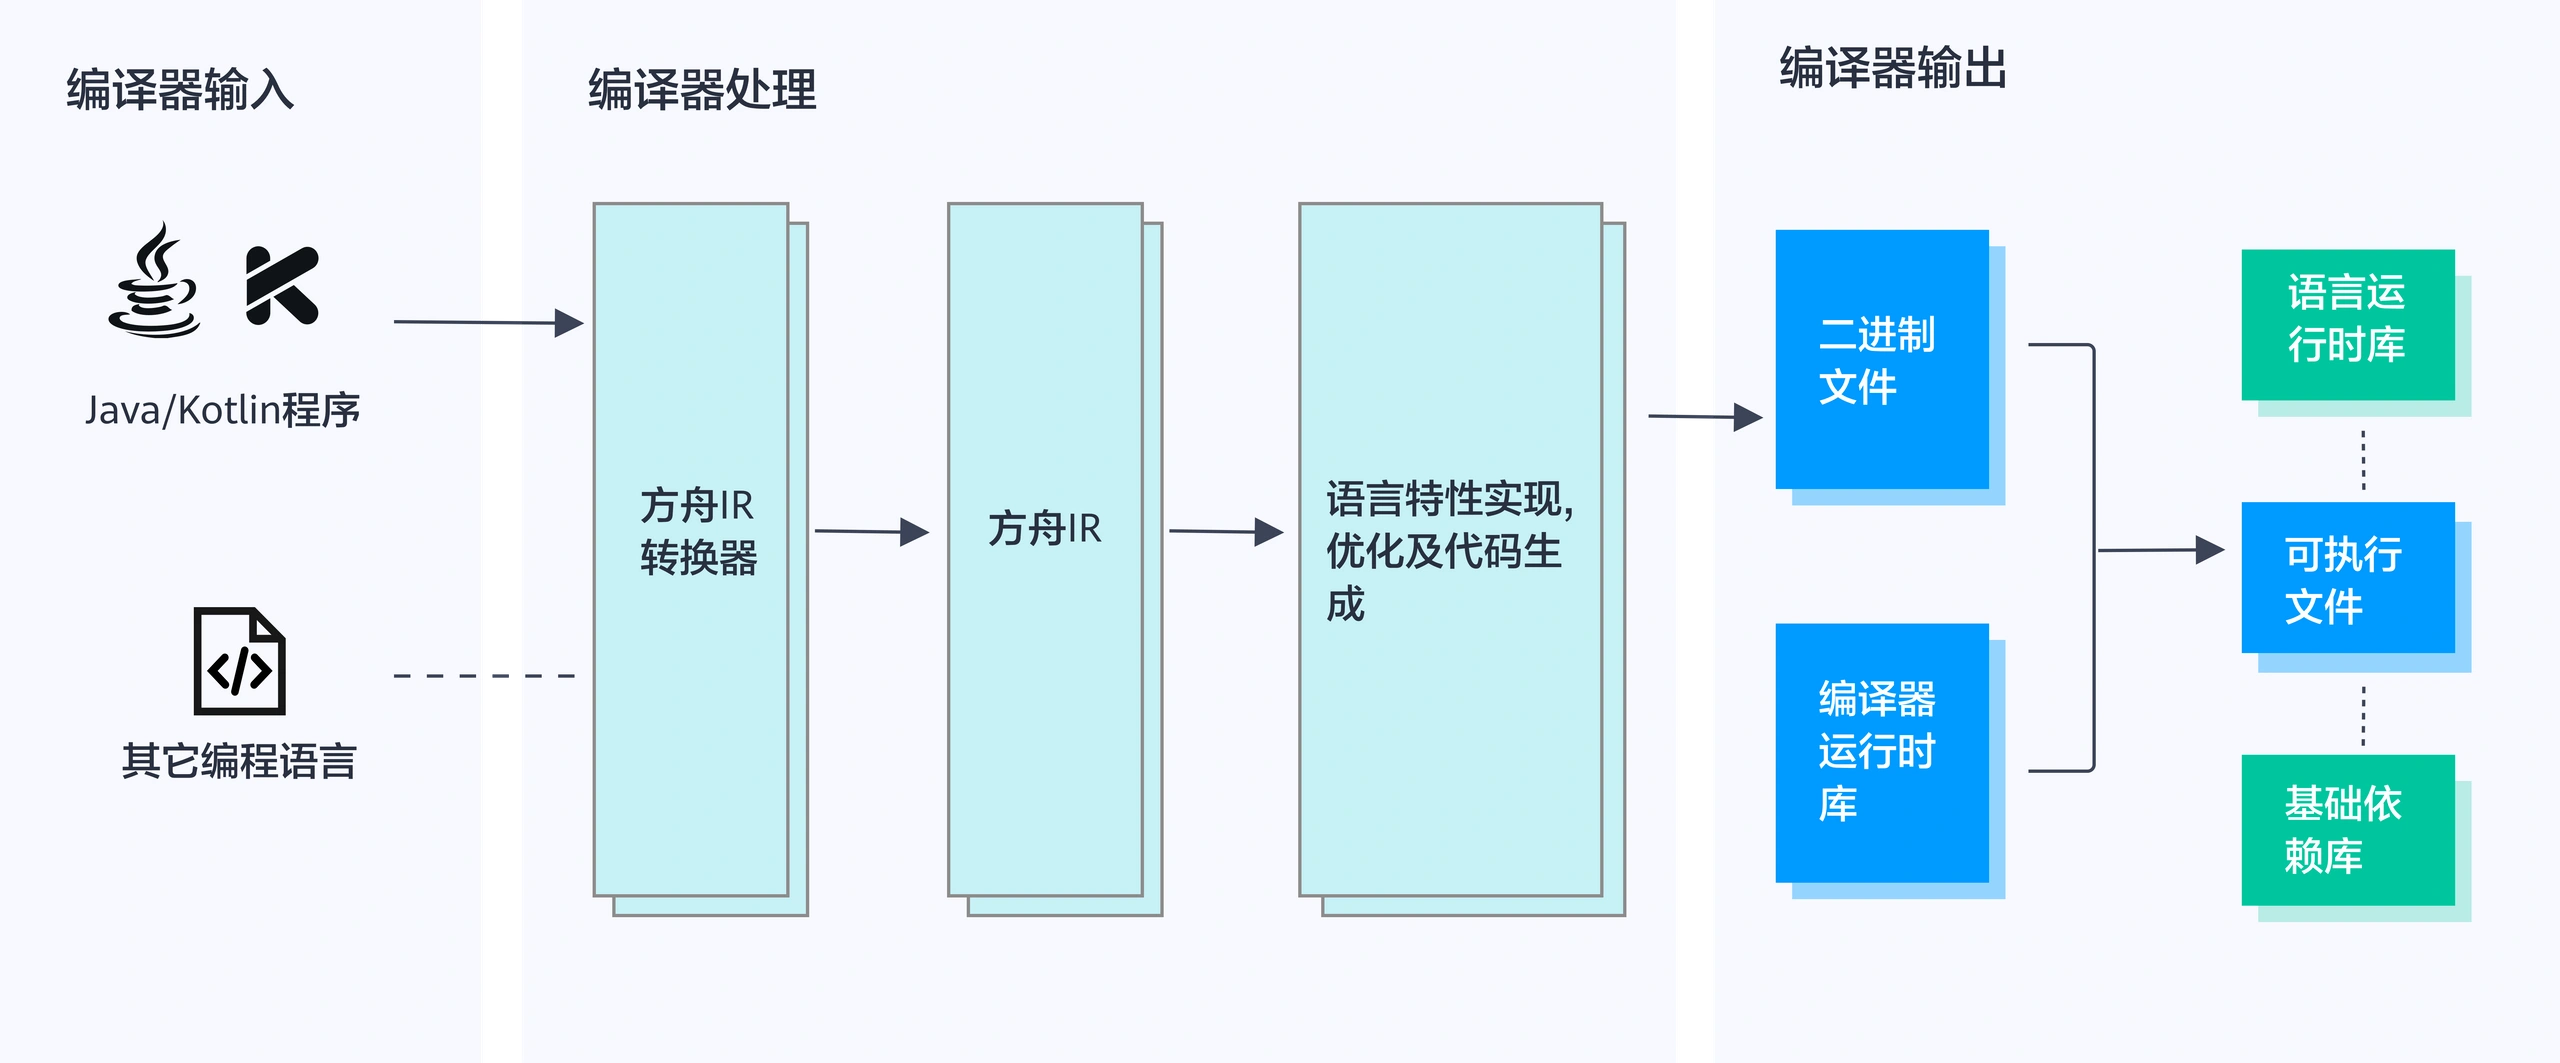 编译器输入
编译器处理
编译器输出
Java/Kotlin程序
其它编程语言
方舟IR
转换器
方舟IR
语言特性实现,
优化及代码生
成
二进制
文件
编译器
运行时
库
语言运
行时库
可执行
文件
基础依
赖库